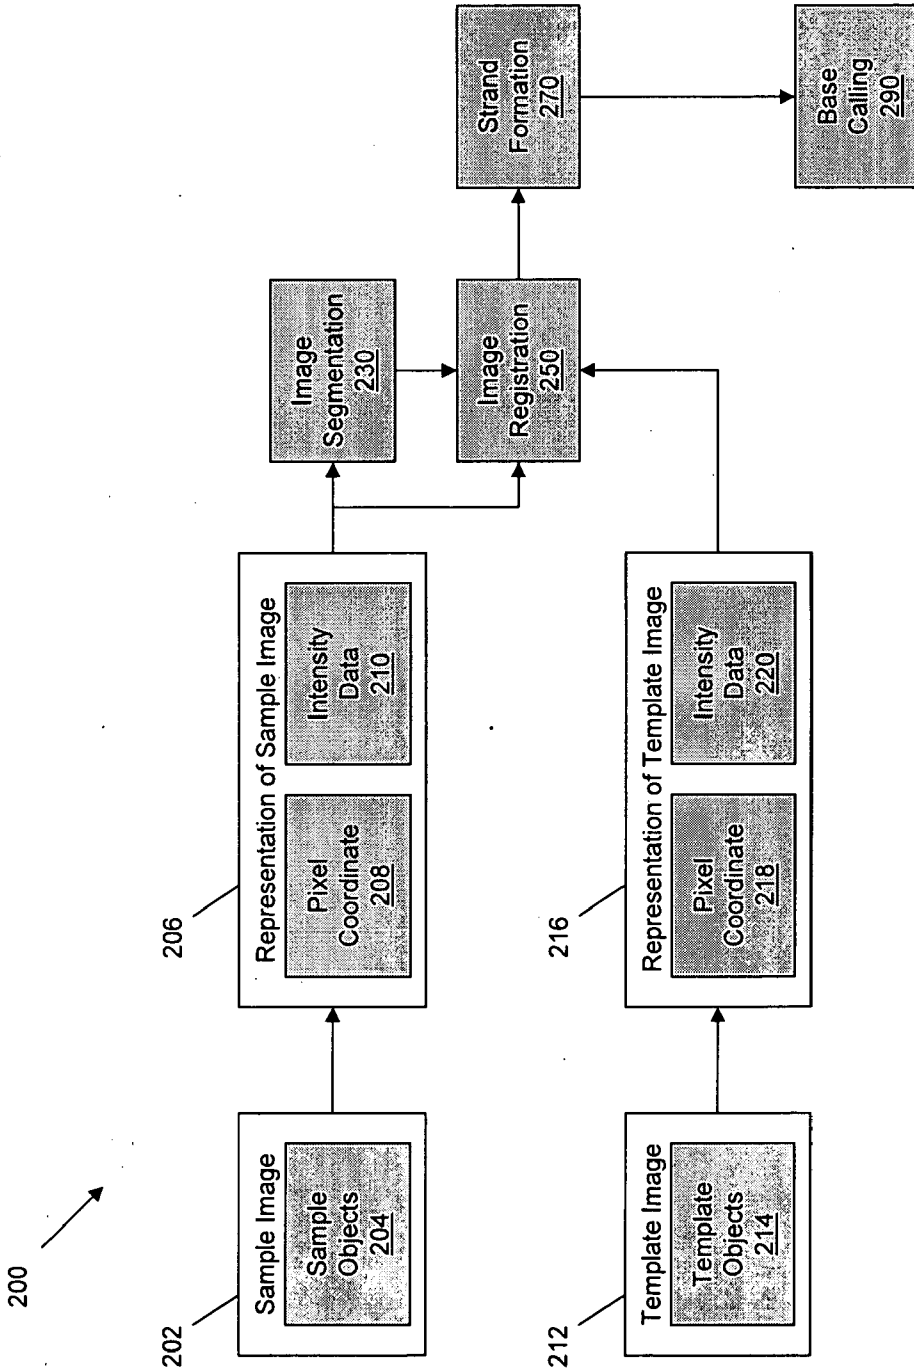 200
202
Sample Image
Sample
Objects
204
206
Representation of Sample Image
Pixel
Coordinate
208
Intensity
Data
210
Image
Segmentation
230
212
Template Image
Template
Objects
214
216
Representation of Template Image
Pixel
Coordinate
218
Intensity
Data
220
Image
Registration
250
Strand
Formation
270
Base
Calling
290